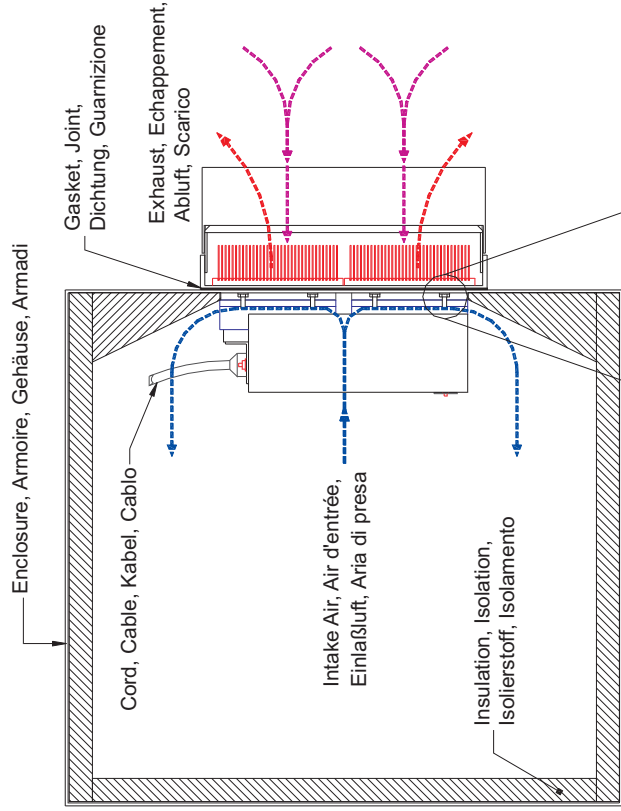 Enclosure, Armoire, Gehäuse, Armadi
Gasket, Joint,
Dichtung, Guarnizione
Exhaust, Echappement,
Abluft, Scarico
Cord, Cable, Kabel, Cablo
Intake Air, Air d'entrée,
Einlaßluft, Aria di presa
Insulation, Isolation,
Isolierstoff, Isolamento